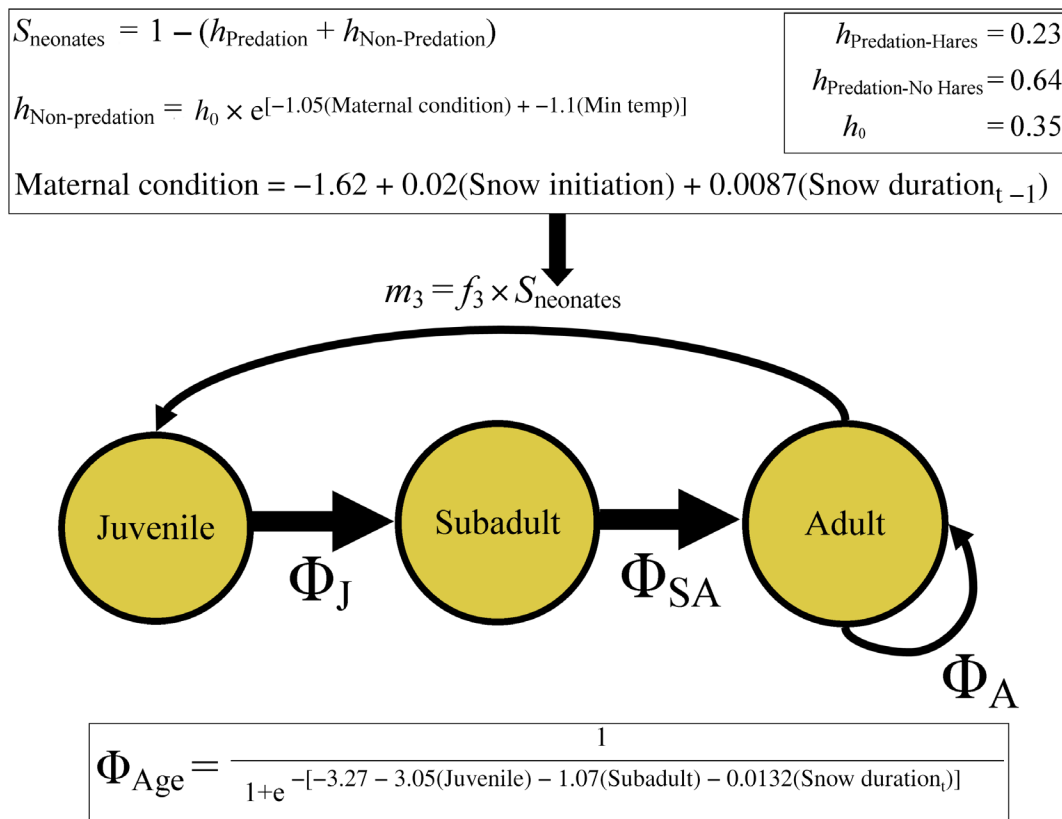 S_neonates = 1 − (h_Predation + h_Non-Predation)
h_Predation-Hares = 0.23
h_Predation-No Hares = 0.64
h_0 = 0.35
h_Non-predation = h_0 × e^[−1.05(Maternal condition) + −1.1(Min temp)]
Maternal condition = −1.62 + 0.02(Snow initiation) + 0.0087(Snow duration_t −1)
m_3 = f_3 × S_neonates
Juvenile
Subadult
Adult
Φ_J
Φ_SA
Φ_A
Φ_Age = 1
1+e^−[−3.27 − 3.05(Juvenile) − 1.07(Subadult) − 0.0132(Snow duration_t)]